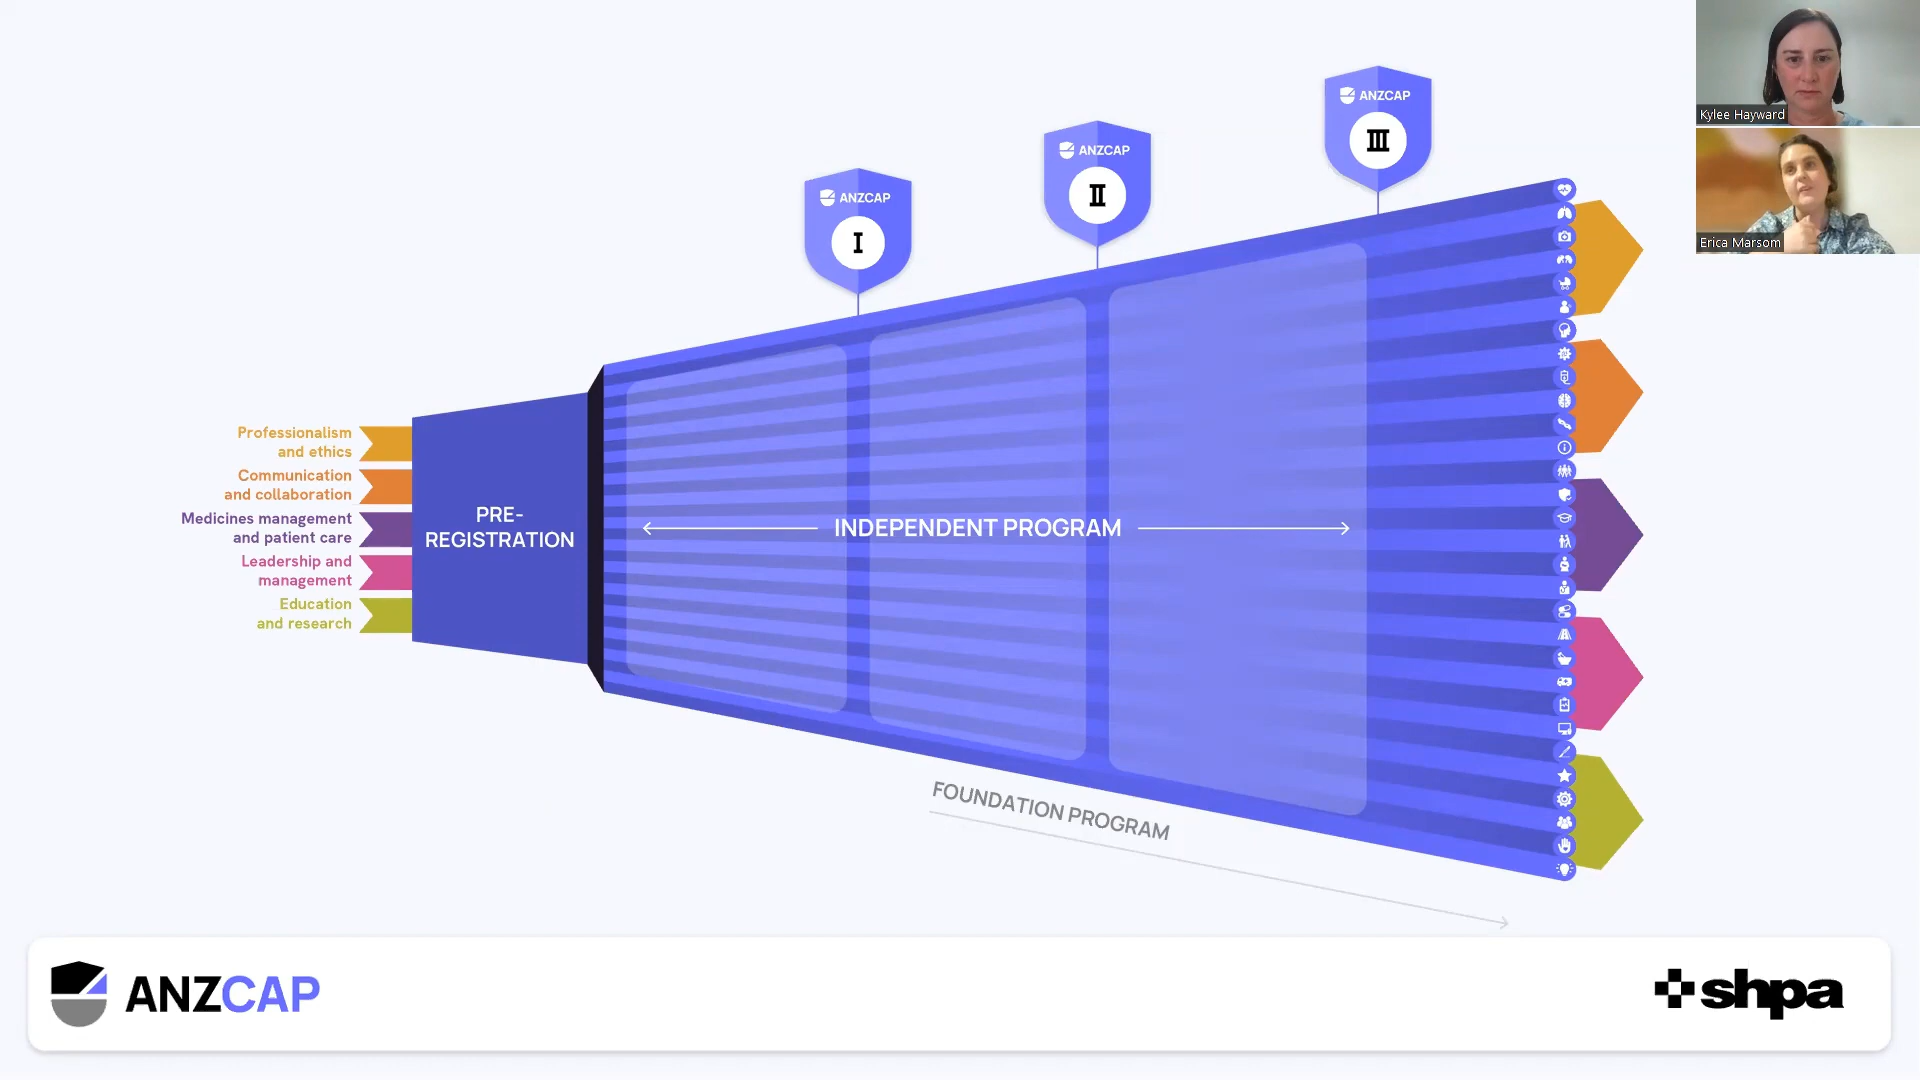 ANZCAP
III
Kylee Hayward
ANZCAP
II
Erica Marsom
ANZCAP
I
Professionalism
and ethics
Communication
and collaboration
Medicines management
and patient care
Leadership and
management
Education
and research
PRE-
REGISTRATION
INDEPENDENT PROGRAM
FOUNDATION PROGRAM
ANZCAP
shpa